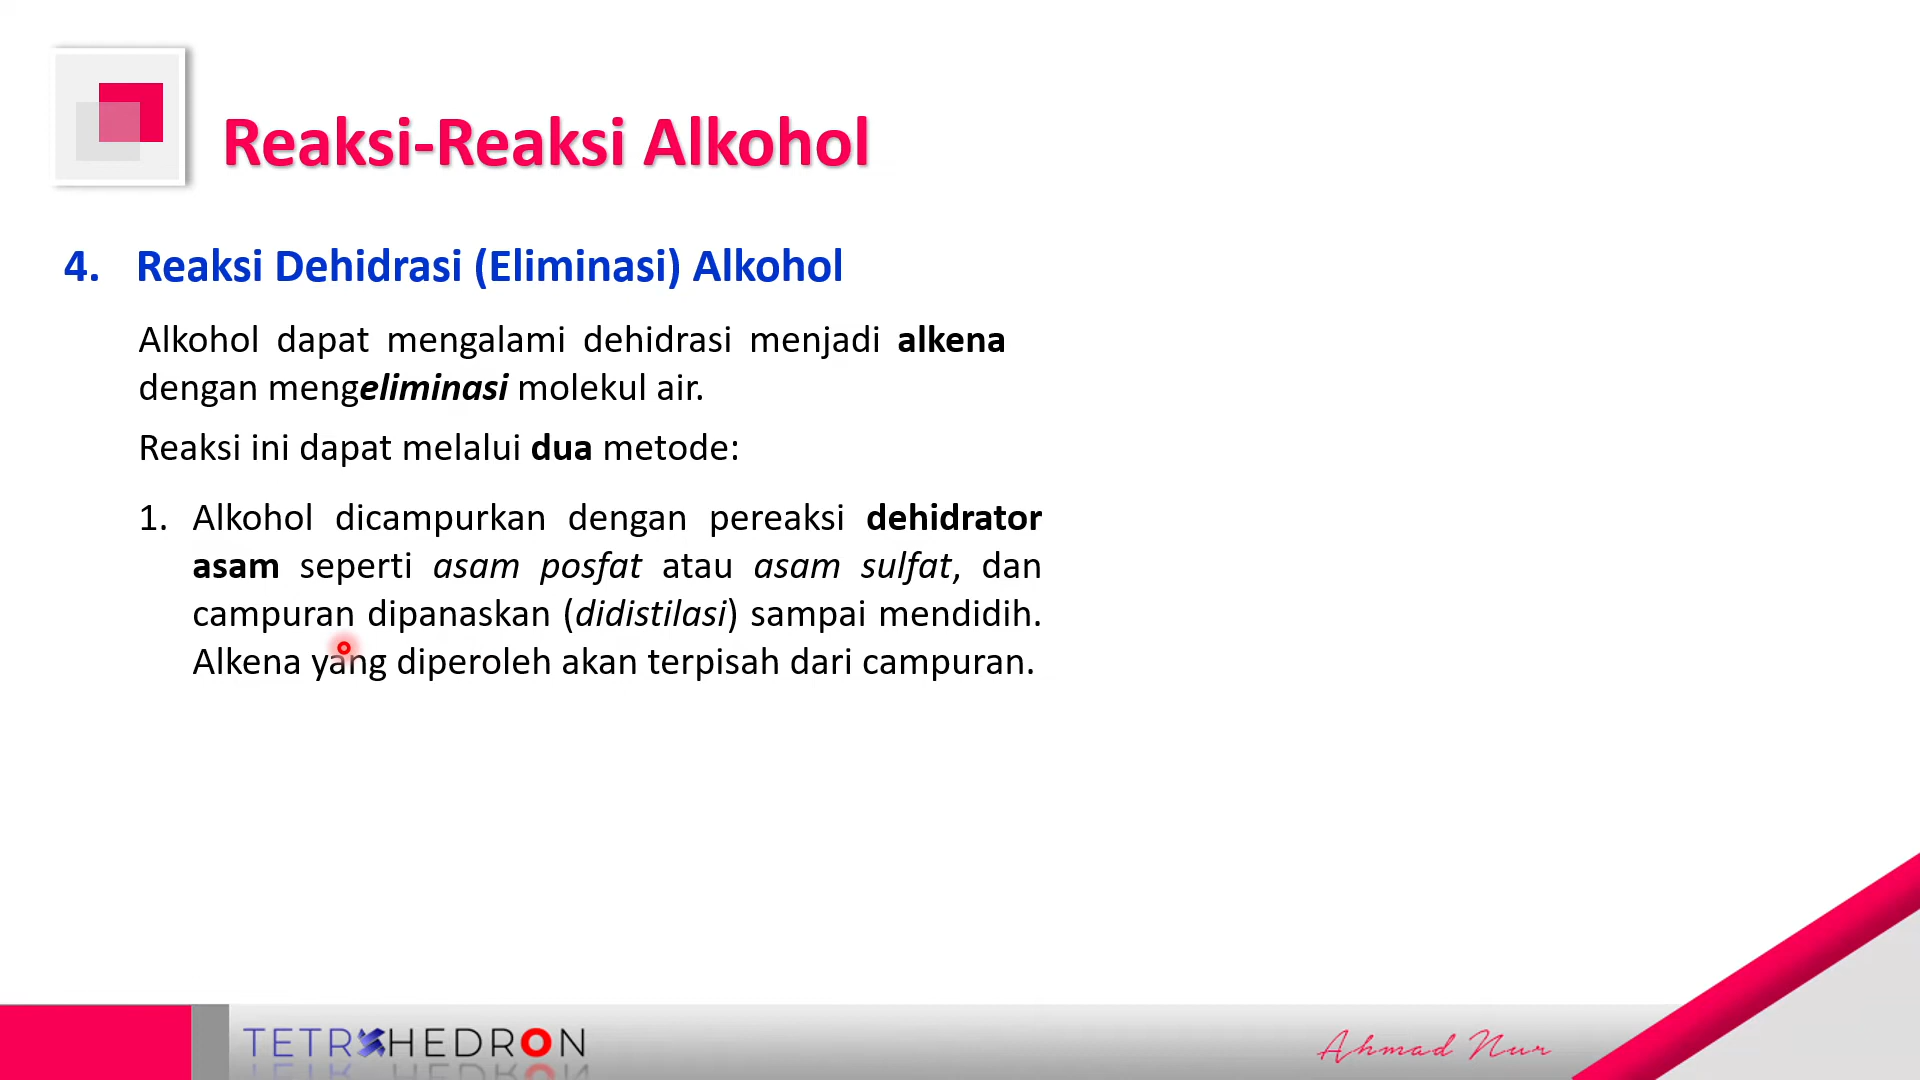 Reaksi-Reaksi Alkohol
4. Reaksi Dehidrasi (Eliminasi) Alkohol
Alkohol dapat mengalami dehidrasi menjadi alkena
dengan mengeliminasi molekul air.
Reaksi ini dapat melalui dua metode:
1. Alkohol dicampurkan dengan pereaksi dehidrator
asam seperti asam posfat atau asam sulfat, dan
campuran dipanaskan (didistilasi) sampai mendidih.
Alkena yang diperoleh akan terpisah dari campuran.
TETRAHEDRON
Ahmad Nur